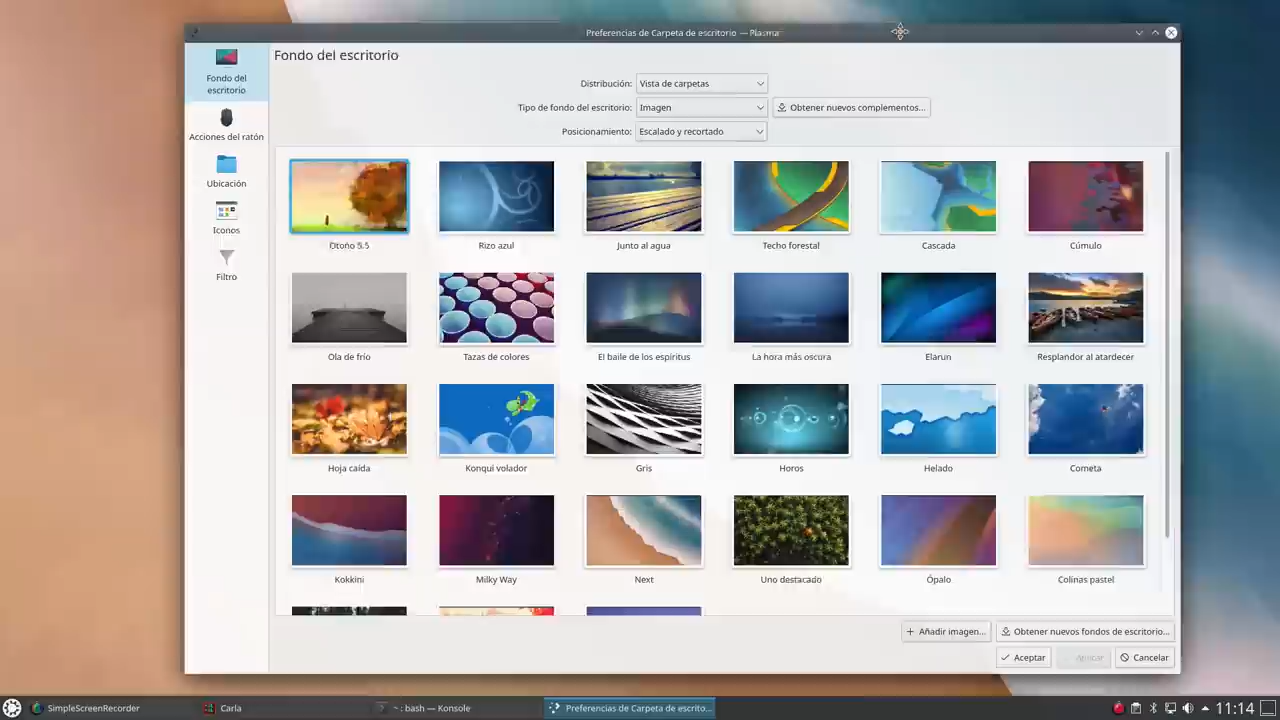 Preferencias de Carpeta de escritorio — Plasma
Fondo del
escritorio
Acciones del ratón
Ubicación
Iconos
Filtro
Fondo del escritorio
Distribución: Vista de carpetas
Tipo de fondo del escritorio: Imagen Obtener nuevos complementos...
Posicionamiento: Escalado y recortado
Otoño 5.5 Rizo azul Junto al agua Techo forestal Cascada Cúmulo
Ola de frío Tazas de colores El baile de los espíritus La hora más oscura Elarun Resplandor al atardecer
Hoja caída Konqui volador Gris Horos Helado Cometa
Kokkini Milky Way Next Uno destacado Ópalo Colinas pastel
Añadir imagen... Obtener nuevos fondos de escritorio...
Aceptar Aplicar Cancelar
SimpleScreenRecorder Carla ~ : bash — Konsole Preferencias de Carpeta de escrito... 11:14